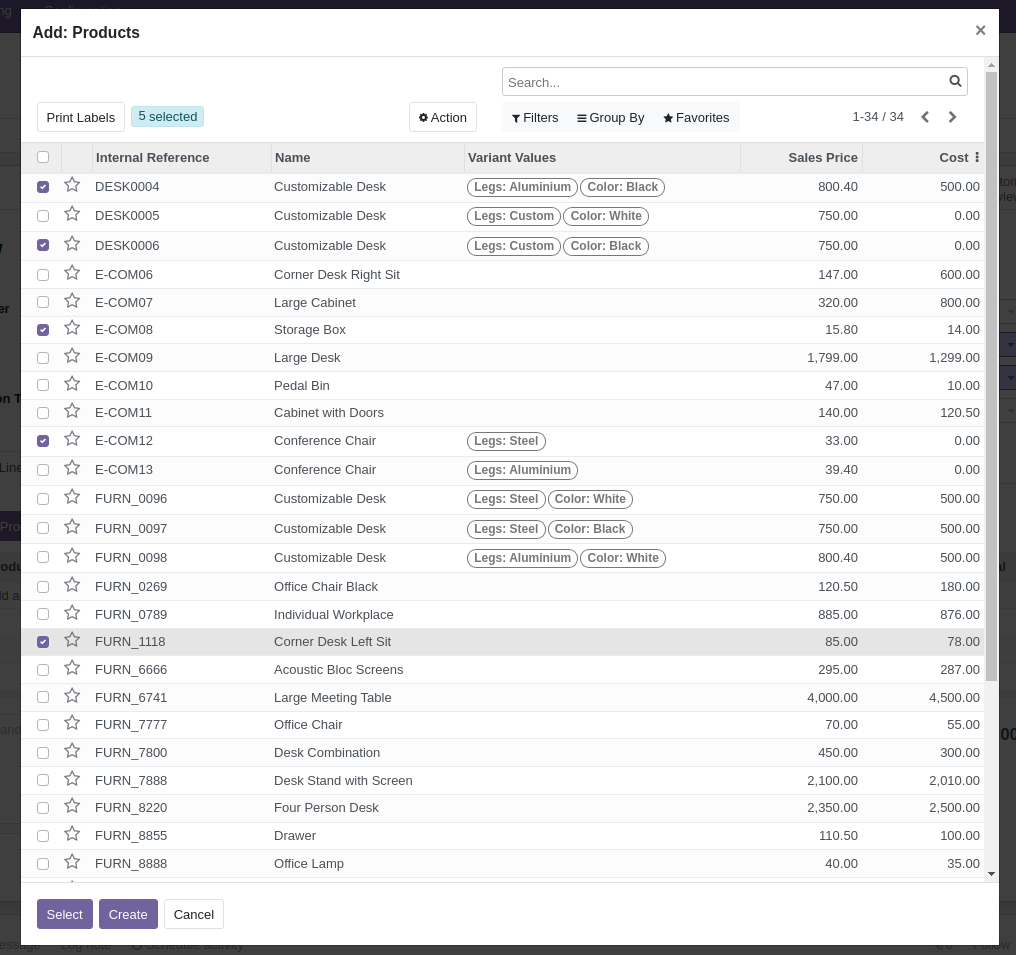 Add: Products
×
Search...
Print Labels 5 selected Action Filters Group By Favorites 1-34 / 34
Internal Reference Name Variant Values Sales Price Cost
DESK0004 Customizable Desk Legs: Aluminium Color: Black 800.40 500.00
DESK0005 Customizable Desk Legs: Custom Color: White 750.00 0.00
DESK0006 Customizable Desk Legs: Custom Color: Black 750.00 0.00
E-COM06 Corner Desk Right Sit 147.00 600.00
E-COM07 Large Cabinet 320.00 800.00
E-COM08 Storage Box 15.80 14.00
E-COM09 Large Desk 1,799.00 1,299.00
E-COM10 Pedal Bin 47.00 10.00
E-COM11 Cabinet with Doors 140.00 120.50
E-COM12 Conference Chair Legs: Steel 33.00 0.00
E-COM13 Conference Chair Legs: Aluminium 39.40 0.00
FURN_0096 Customizable Desk Legs: Steel Color: White 750.00 500.00
FURN_0097 Customizable Desk Legs: Steel Color: Black 750.00 500.00
FURN_0098 Customizable Desk Legs: Aluminium Color: White 800.40 500.00
FURN_0269 Office Chair Black 120.50 180.00
FURN_0789 Individual Workplace 885.00 876.00
FURN_1118 Corner Desk Left Sit 85.00 78.00
FURN_6666 Acoustic Bloc Screens 295.00 287.00
FURN_6741 Large Meeting Table 4,000.00 4,500.00
FURN_7777 Office Chair 70.00 55.00
FURN_7800 Desk Combination 450.00 300.00
FURN_7888 Desk Stand with Screen 2,100.00 2,010.00
FURN_8220 Four Person Desk 2,350.00 2,500.00
FURN_8855 Drawer 110.50 100.00
FURN_8888 Office Lamp 40.00 35.00
Select Create Cancel
Log note Schedule activity Follow